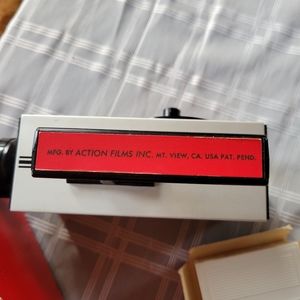 MFG. BY ACTION FILMS INC. MT. VIEW, CA. USA PAT. PEND.